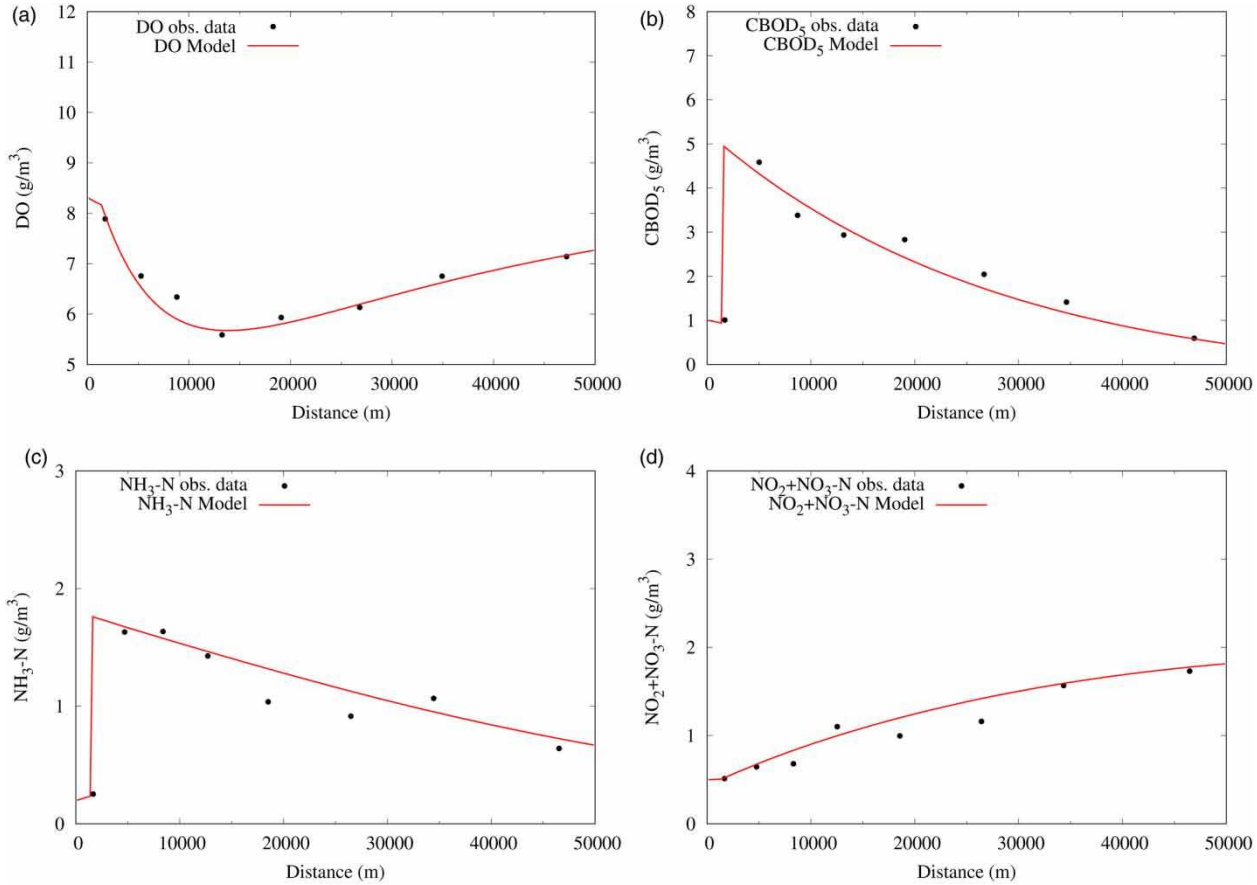 (a)
DO obs. data
DO Model
12
11
10
9
8
7
6
5
DO (g/m³)
0 10000 20000 30000 40000 50000
Distance (m)
(b)
CBOD₅ obs. data
CBOD₅ Model
8
7
6
5
4
3
2
1
0
CBOD₅ (g/m³)
0 10000 20000 30000 40000 50000
Distance (m)
(c)
NH₃-N obs. data
NH₃-N Model
3
2
1
0
NH₃-N (g/m³)
0 10000 20000 30000 40000 50000
Distance (m)
(d)
NO₂+NO₃-N obs. data
NO₂+NO₃-N Model
4
3
2
1
0
NO₂+NO₃-N (g/m³)
0 10000 20000 30000 40000 50000
Distance (m)